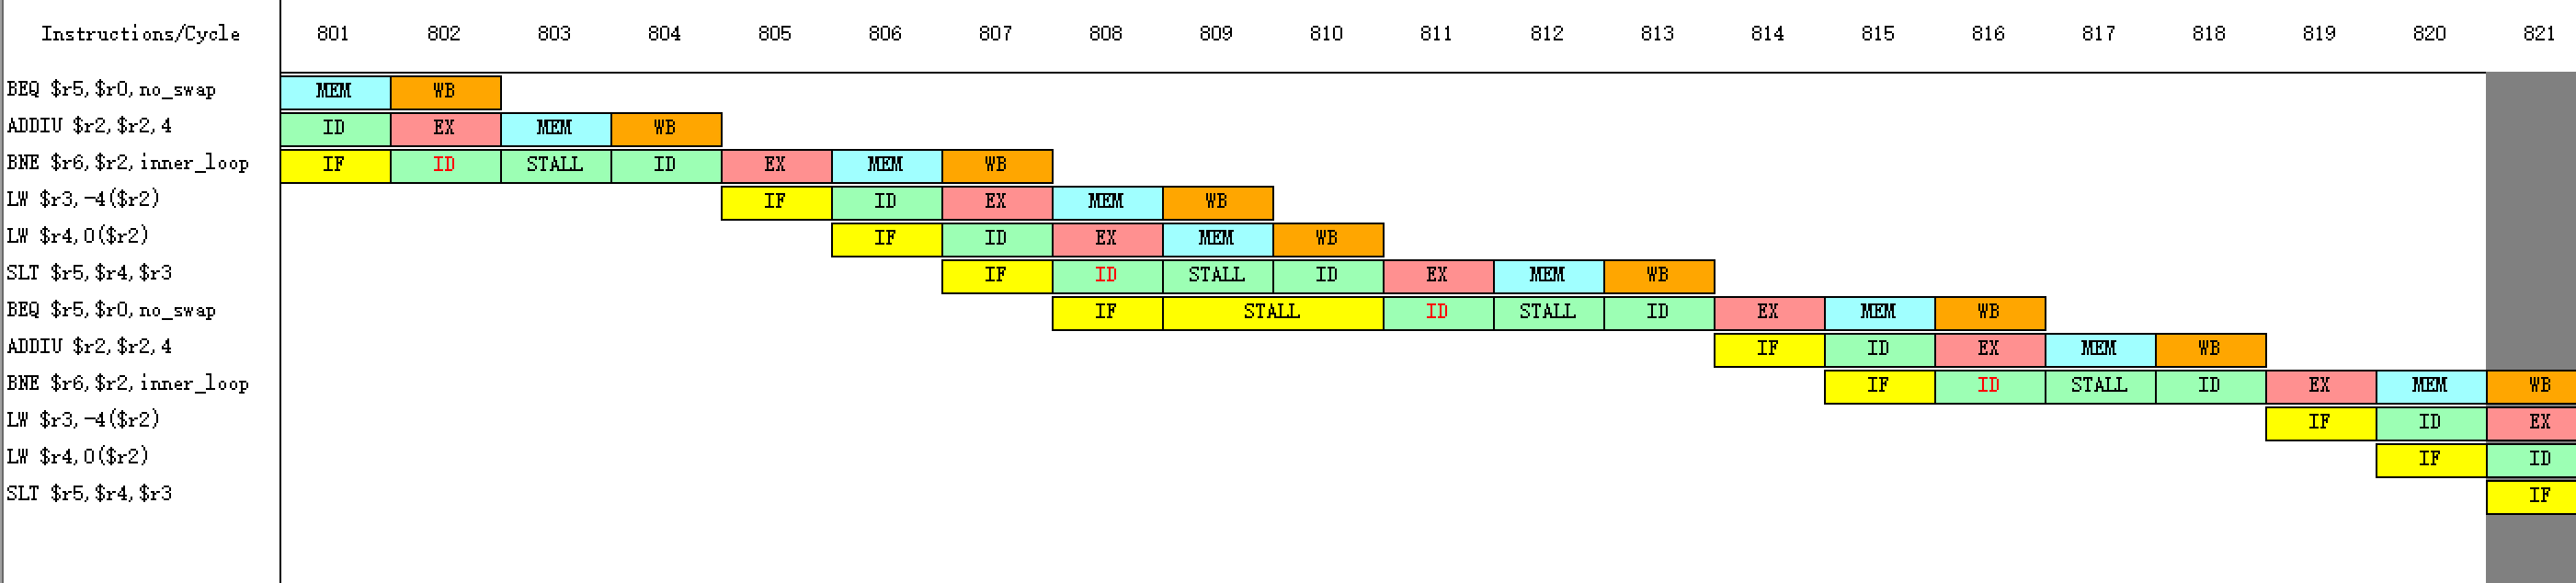 Instructions/Cycle 801 802 803 804 805 806 807 808 809 810 811 812 813 814 815 816 817 818 819 820 821
BEQ $r5,$r0,no_swap MEM WB
ADDIU $r2,$r2,4 ID EX MEM WB
BNE $r6,$r2,inner_loop IF ID STALL ID EX MEM WB
LW $r3,-4($r2) IF ID EX MEM WB
LW $r4,0($r2) IF ID EX MEM WB
SLT $r5,$r4,$r3 IF ID STALL ID EX MEM WB
BEQ $r5,$r0,no_swap IF STALL ID STALL ID EX MEM WB
ADDIU $r2,$r2,4 IF ID EX MEM WB
BNE $r6,$r2,inner_loop IF ID STALL ID EX MEM WB
LW $r3,-4($r2) IF ID EX
LW $r4,0($r2) IF ID
SLT $r5,$r4,$r3 IF